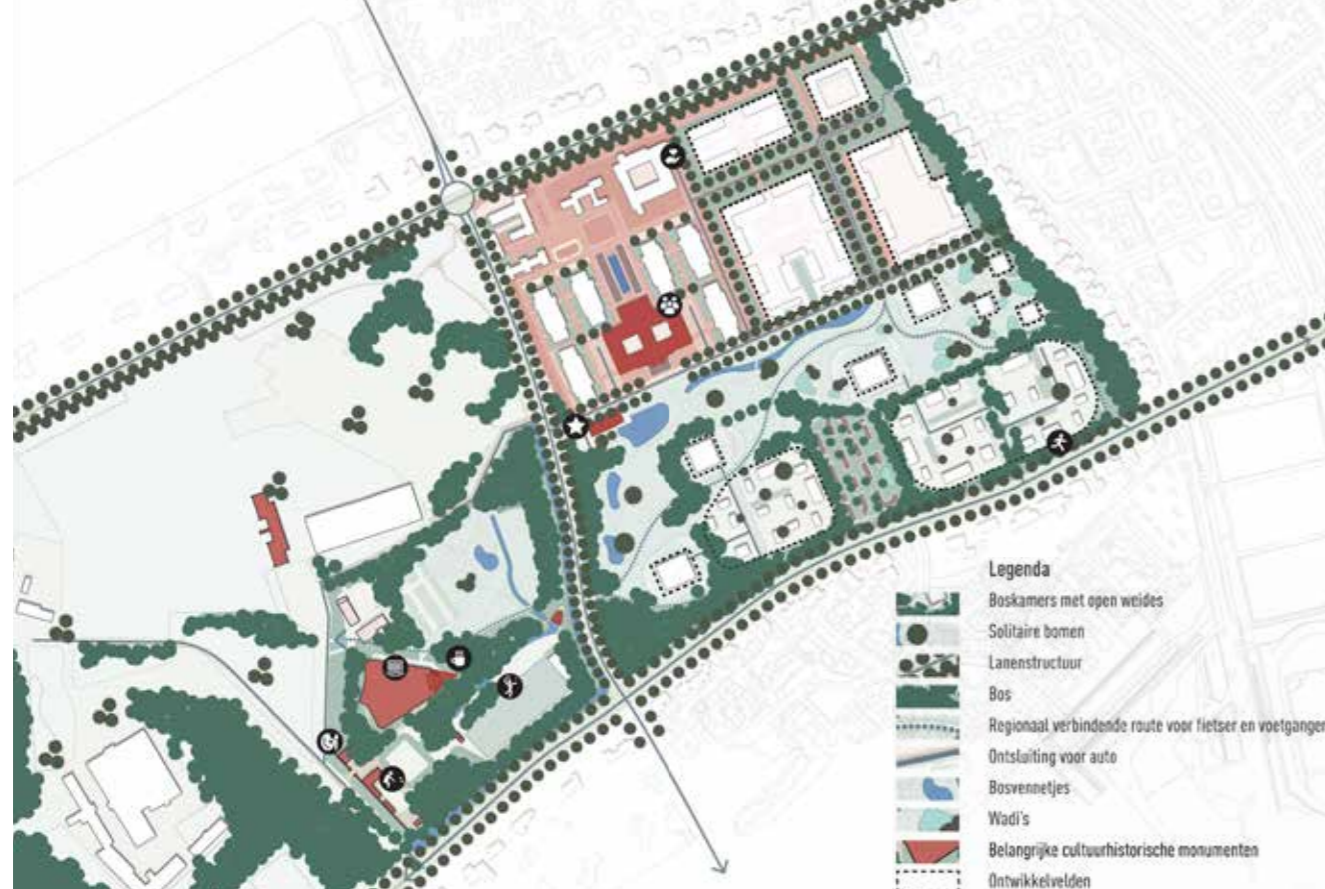 Legenda
Boskamers met open weides
Solitaire bomen
Lanenstructuur
Bos
Regionaal verbindende route voor fietser en voetganger
Ontsluiting voor auto
Bosvennetjes
Wadi's
Belangrijke cultuurhistorische monumenten
Ontwikkelvelden